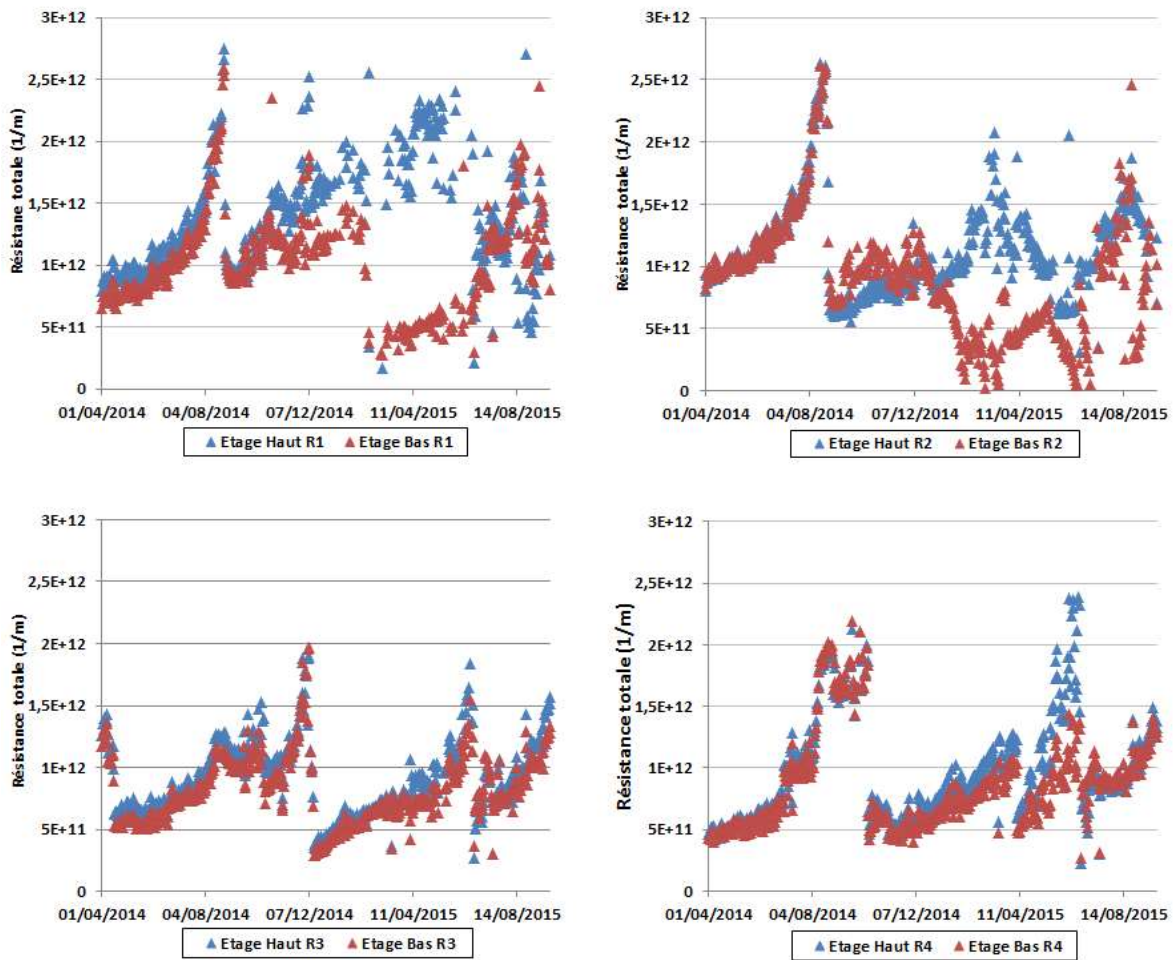 Résistane totale (1/m)
3E+12
2,5E+12
2E+12
1,5E+12
1E+12
5E+11
0
01/04/2014 04/08/2014 07/12/2014 11/04/2015 14/08/2015
Etage Haut R1 Etage Bas R1
Résistance totale (1/m)
3E+12
2,5E+12
2E+12
1,5E+12
1E+12
5E+11
0
01/04/2014 04/08/2014 07/12/2014 11/04/2015 14/08/2015
Etage Haut R2 Etage Bas R2
Résistance totale (1/m)
3E+12
2,5E+12
2E+12
1,5E+12
1E+12
5E+11
0
01/04/2014 04/08/2014 07/12/2014 11/04/2015 14/08/2015
Etage Haut R3 Etage Bas R3
Résistance totale (1/m)
3E+12
2,5E+12
2E+12
1,5E+12
1E+12
5E+11
0
01/04/2014 04/08/2014 07/12/2014 11/04/2015 14/08/2015
Etage Haut R4 Etage Bas R4